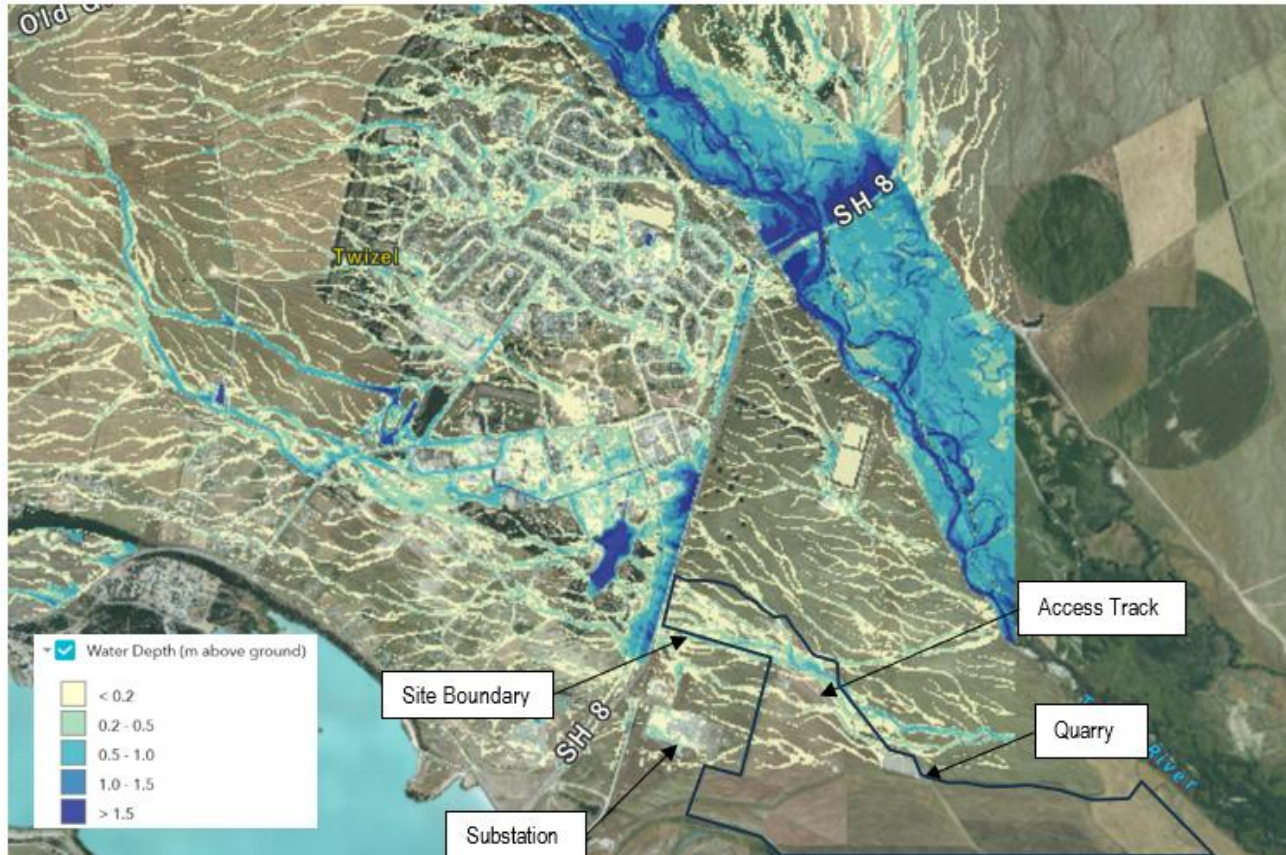 Old
SH 8
Twizel
Access Track
Water Depth (m above ground)
< 0.2
0.2 - 0.5
0.5 - 1.0
1.0 - 1.5
> 1.5
Site Boundary
SH 8
Quarry
River
Substation